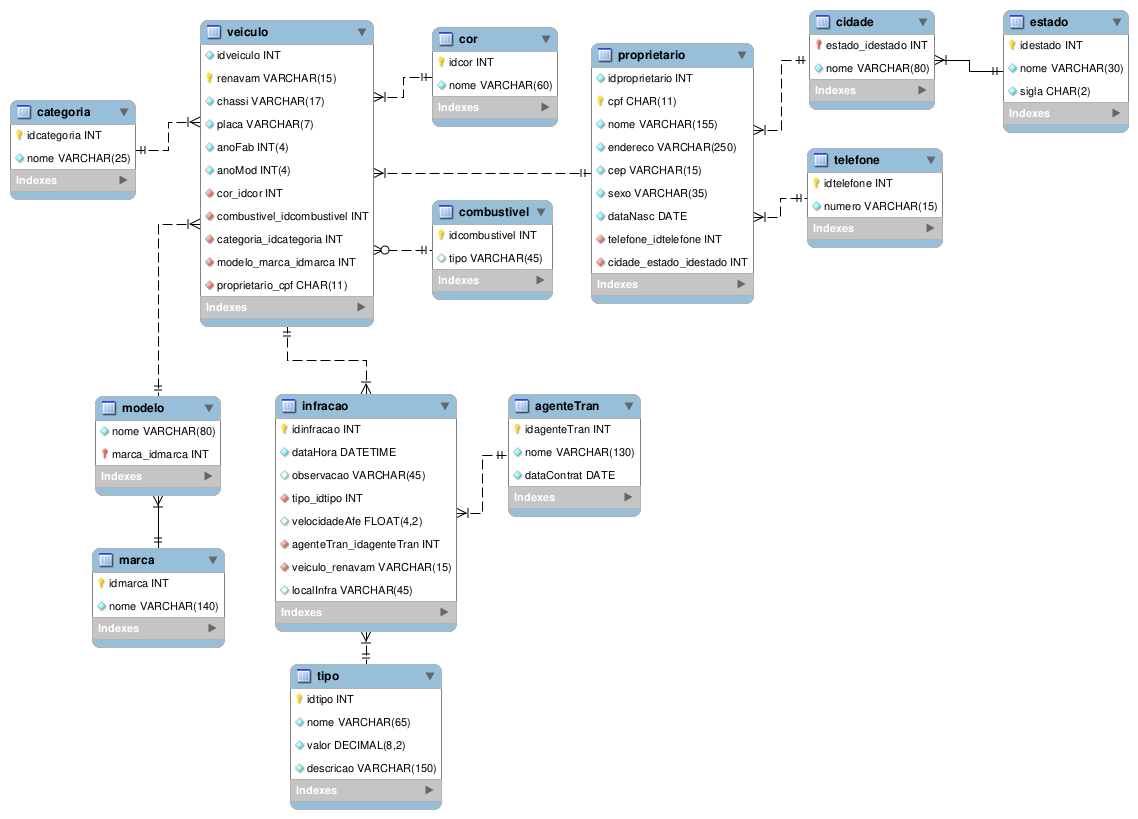 veiculo
idveiculo INT
renavam VARCHAR(15)
chassi VARCHAR(17)
placa VARCHAR(7)
anoFab INT(4)
anoMod INT(4)
cor_idcor INT
combustivel_idcombustivel INT
categoria_idcategoria INT
modelo_marca_idmarca INT
proprietario_cpf CHAR(11)
Indexes
cor
idcor INT
nome VARCHAR(60)
Indexes
proprietario
idproprietario INT
cpf CHAR(11)
nome VARCHAR(155)
endereco VARCHAR(250)
cep VARCHAR(15)
sexo VARCHAR(35)
dataNasc DATE
telefone_idtelefone INT
cidade_estado_idestado INT
Indexes
cidade
estado_idestado INT
nome VARCHAR(80)
Indexes
estado
idestado INT
nome VARCHAR(30)
sigla CHAR(2)
Indexes
categoria
idcategoria INT
nome VARCHAR(25)
Indexes
telefone
idtelefone INT
numero VARCHAR(15)
Indexes
combustivel
idcombustivel INT
tipo VARCHAR(45)
Indexes
modelo
nome VARCHAR(80)
marca_idmarca INT
Indexes
infracao
idinfracao INT
dataHora DATETIME
observacao VARCHAR(45)
tipo_idtipo INT
velocidadeAfe FLOAT(4,2)
agenteTran_idagenteTran INT
veiculo_renavam VARCHAR(15)
localInfra VARCHAR(45)
Indexes
agenteTran
idagenteTran INT
nome VARCHAR(130)
dataContrat DATE
Indexes
marca
idmarca INT
nome VARCHAR(140)
Indexes
tipo
idtipo INT
nome VARCHAR(65)
valor DECIMAL(8,2)
descricao VARCHAR(150)
Indexes